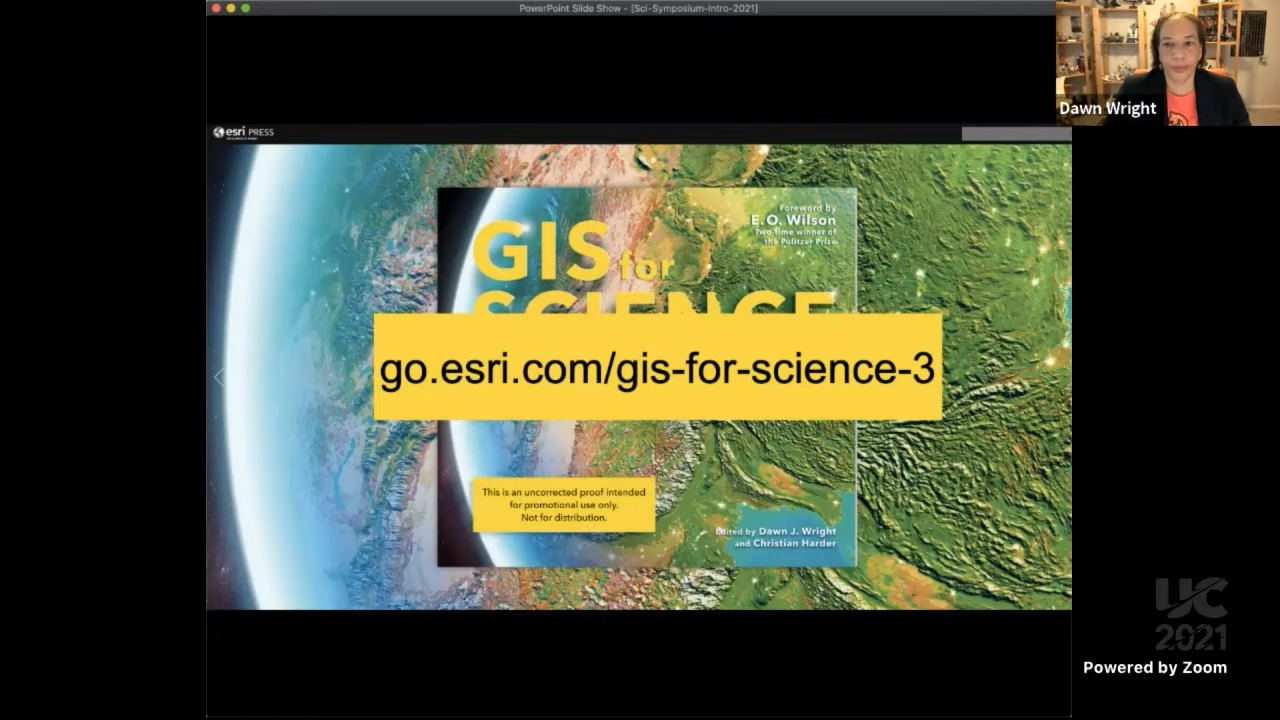 PowerPoint Slide Show - [Sci-Symposium-Intro-2021]
Dawn Wright
esri PRESS
Foreword by
E.O. Wilson
Two-time winner of
the Pulitzer Prize
GIS for
SCIENCE
go.esri.com/gis-for-science-3
This is an uncorrected proof intended
for promotional use only.
Not for distribution.
Edited by Dawn J. Wright
and Christian Harder
UC
2021
Powered by Zoom